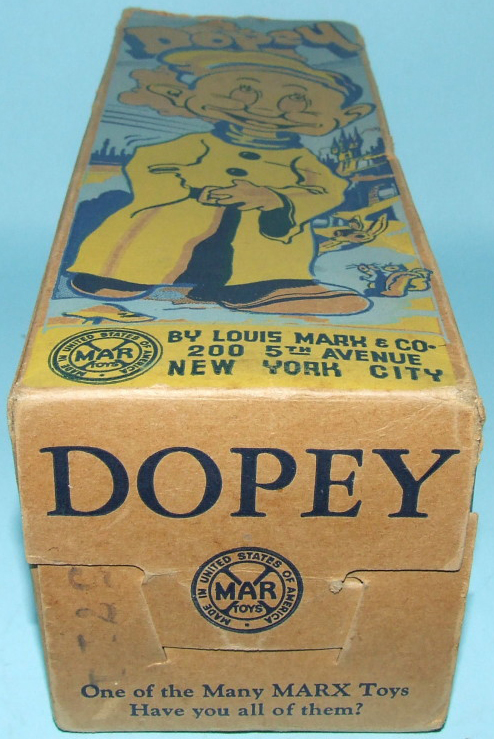 Dopey
MADE IN UNITED STATES OF AMERICA
MAR
TOYS
BY LOUIS MARX & CO.
200 5TH AVENUE
NEW YORK CITY
DOPEY
MADE IN UNITED STATES OF AMERICA
MAR
TOYS
One of the Many MARX Toys
Have you all of them?